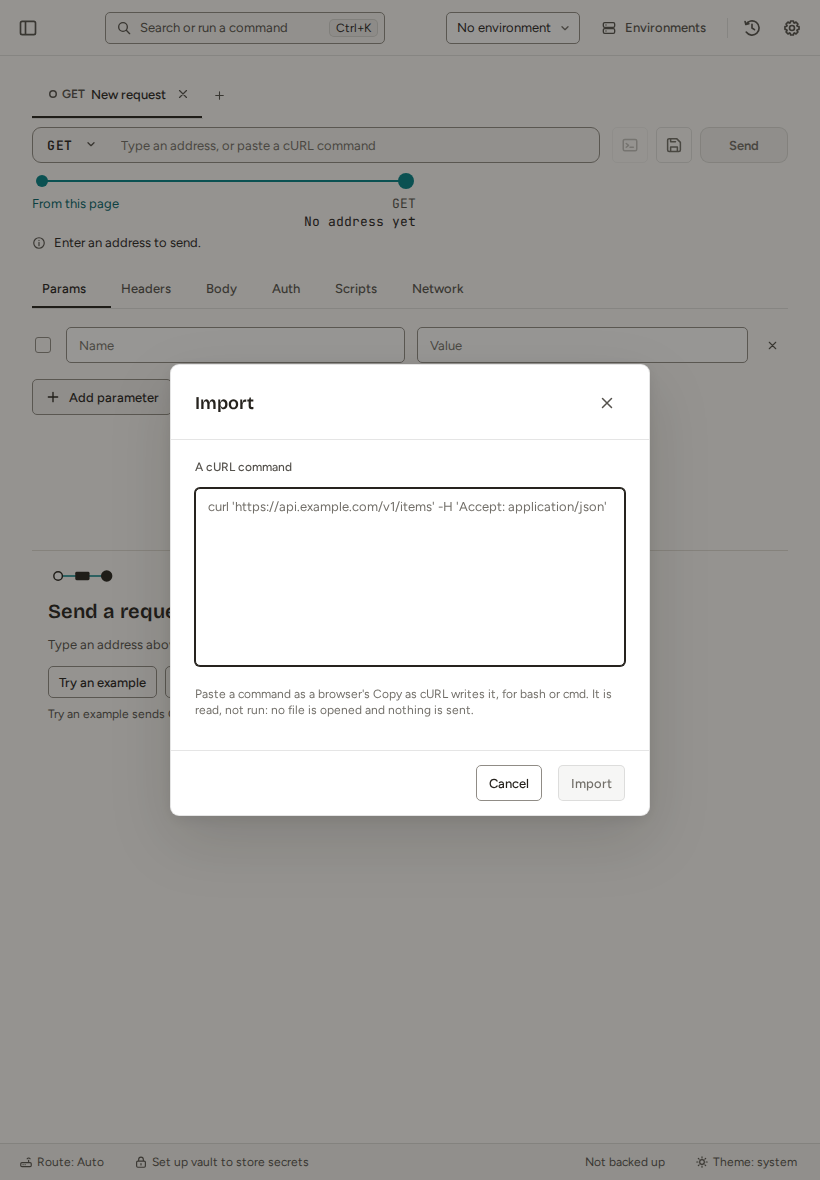 Search or run a command Ctrl+K No environment Environments
GET New request
GET Type an address, or paste a cURL command Send
From this page GET
No address yet
Enter an address to send.
Params Headers Body Auth Scripts Network
Name Value
Add parameter
Import
A cURL command
curl 'https://api.example.com/v1/items' -H 'Accept: application/json'
Send a reque
Type an address abo
Try an example
Try an example sends
Paste a command as a browser's Copy as cURL writes it, for bash or cmd. It is
read, not run: no file is opened and nothing is sent.
Cancel Import
Route: Auto Set up vault to store secrets Not backed up Theme: system